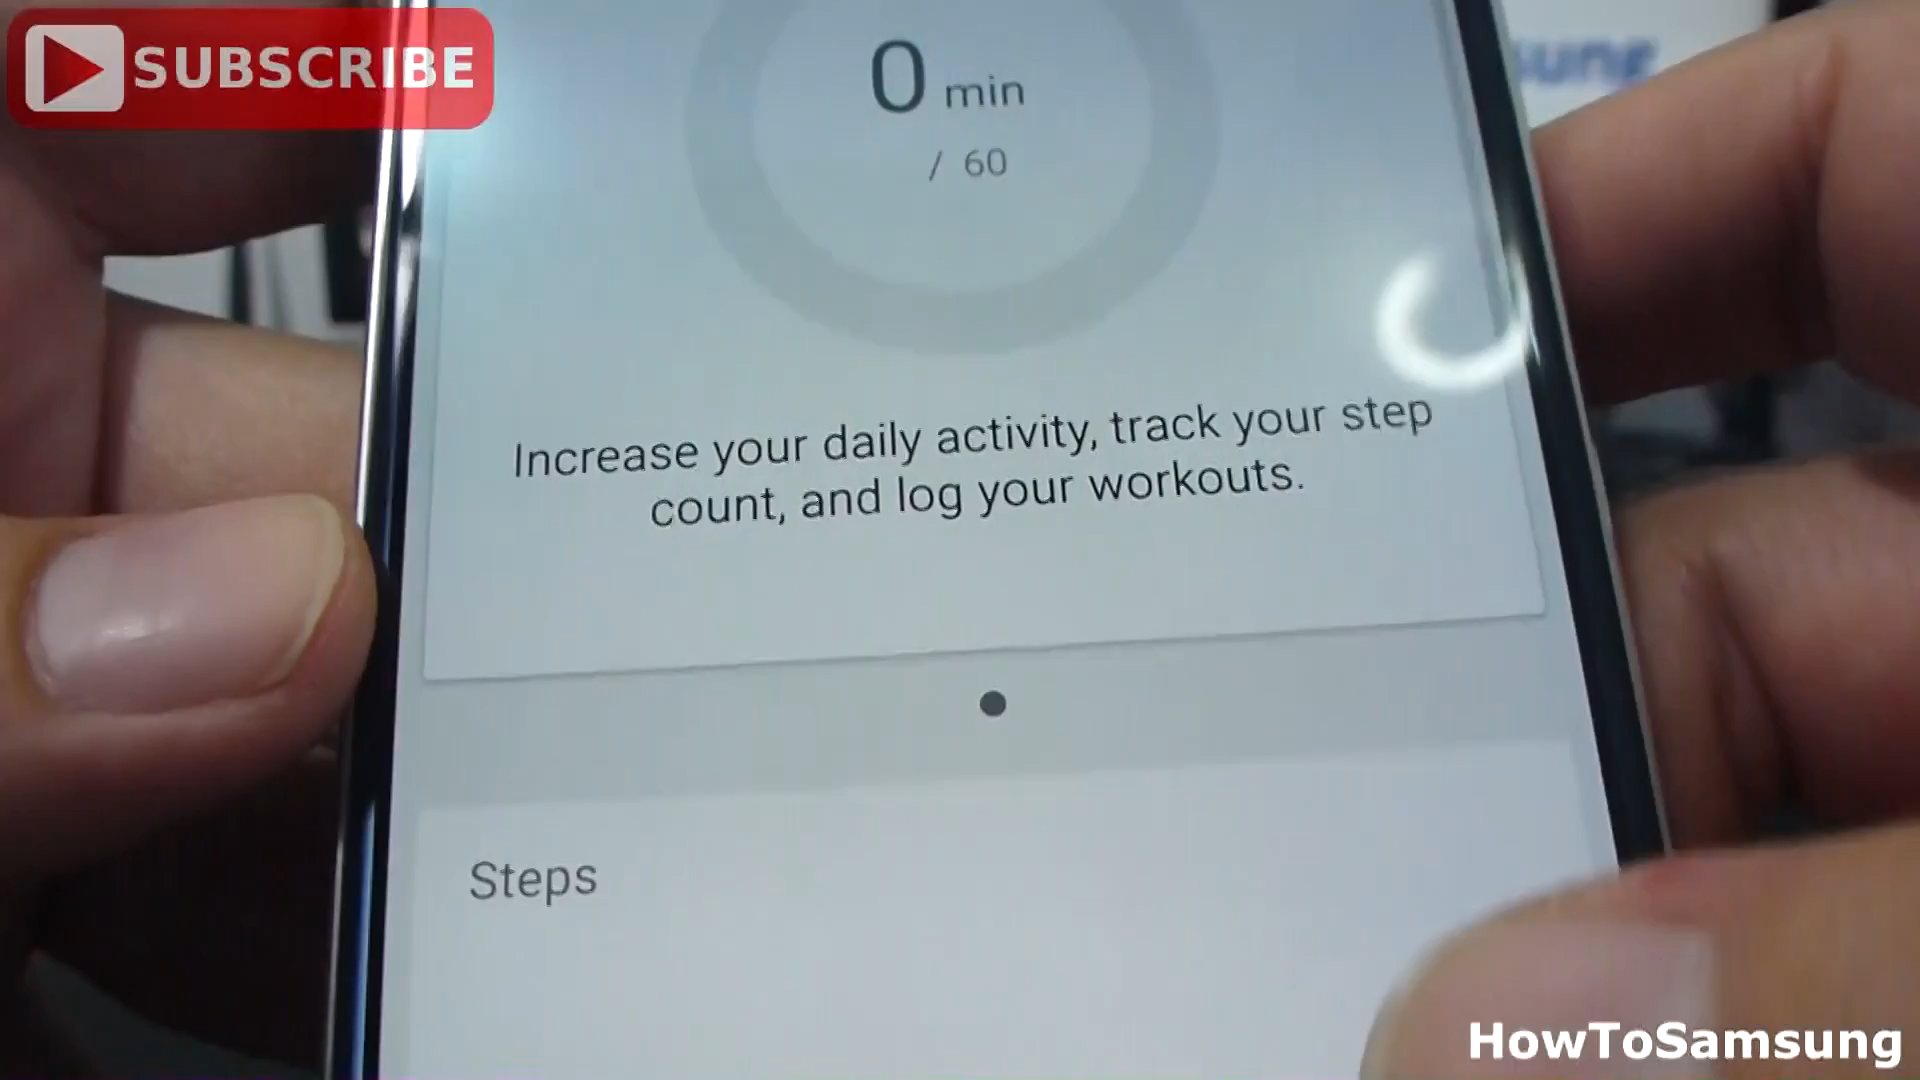 SUBSCRIBE
0 min
/ 60
Increase your daily activity, track your step
count, and log your workouts.
Steps
HowToSamsung